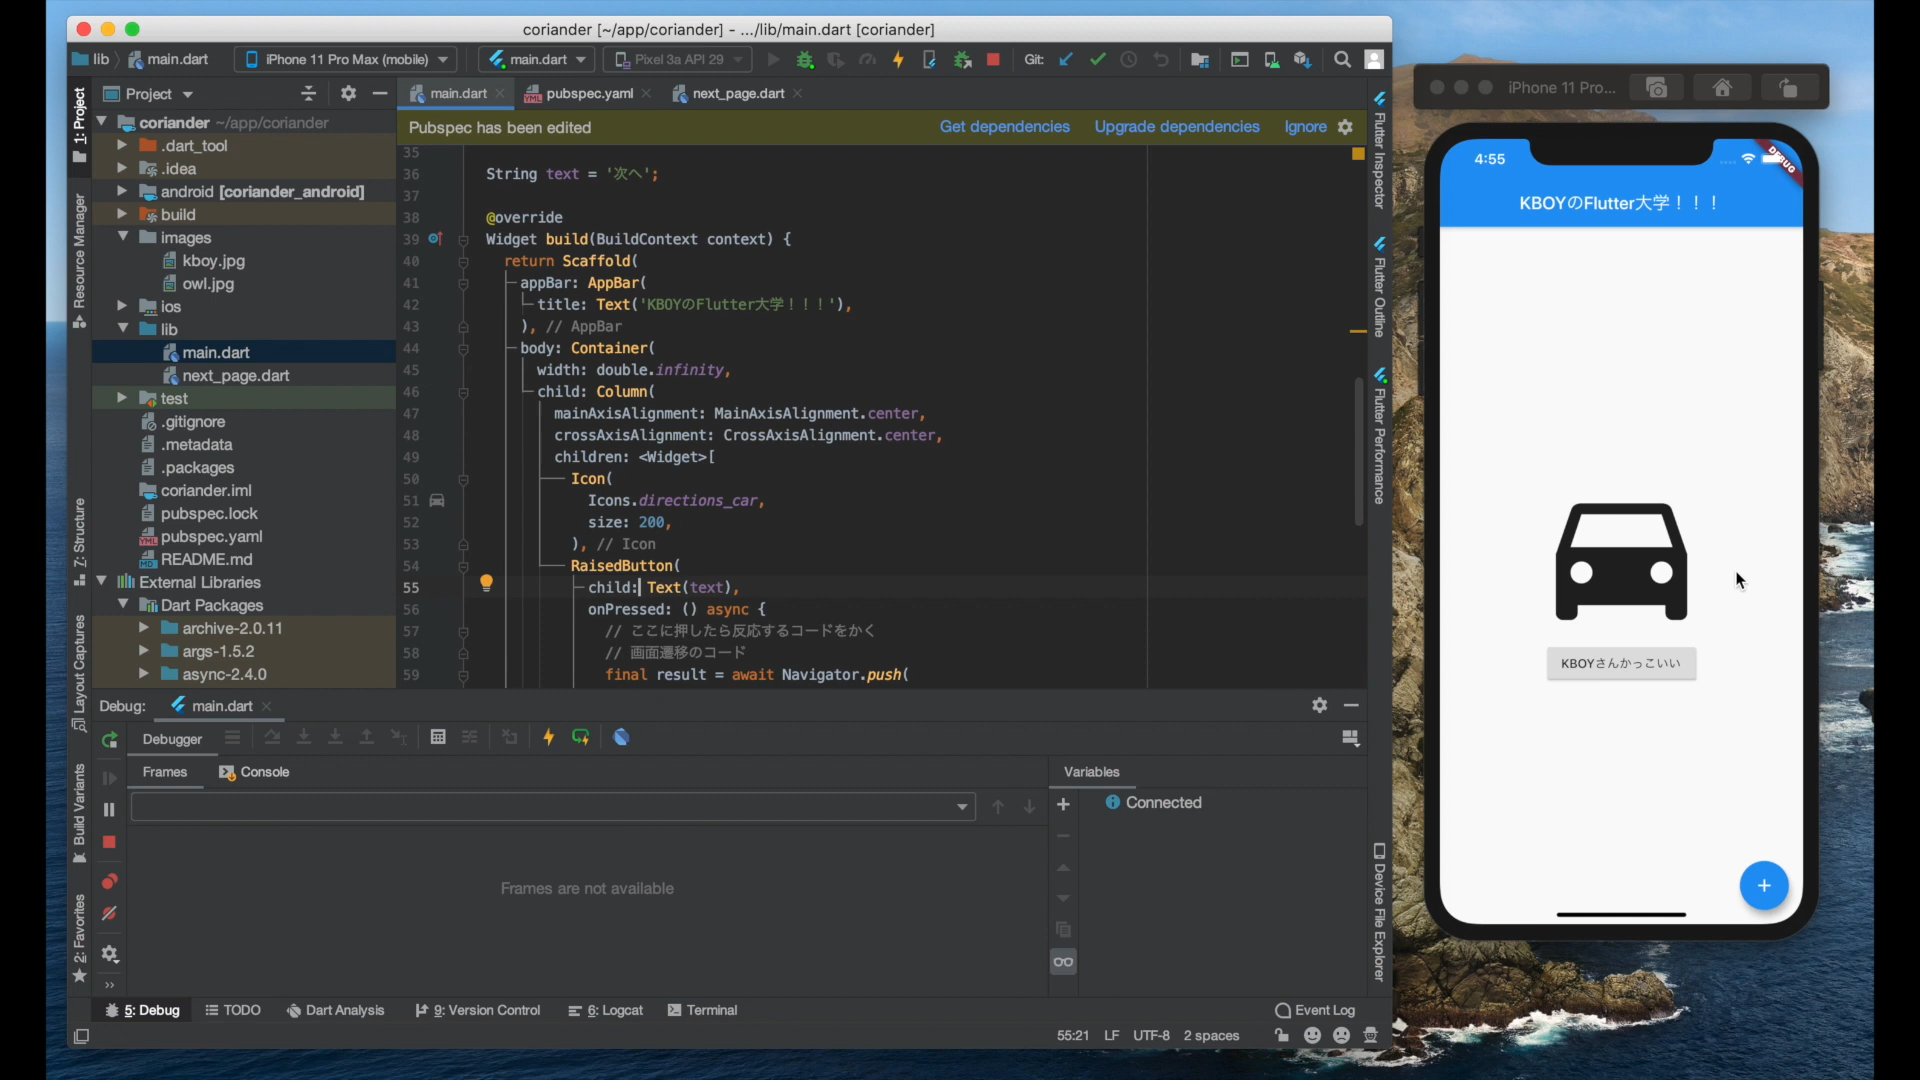 coriander [~/app/coriander] - .../lib/main.dart [coriander]
lib
main.dart
iPhone 11 Pro Max (mobile)
main.dart
Pixel 3a API 29
Git:
1: Project
Resource Manager
Z: Structure
Layout Captures
Build Variants
2: Favorites
Project
coriander ~/app/coriander
.dart_tool
.idea
android [coriander_android]
build
images
kboy.jpg
owl.jpg
ios
lib
main.dart
next_page.dart
test
.gitignore
.metadata
.packages
coriander.iml
pubspec.lock
pubspec.yaml
README.md
External Libraries
Dart Packages
archive-2.0.11
args-1.5.2
async-2.4.0
main.dart
pubspec.yaml
next_page.dart
Pubspec has been edited
Get dependencies
Upgrade dependencies
Ignore
35
36 String text = '次へ';
37
38 @override
39 Widget build(BuildContext context) {
40 return Scaffold(
41 appBar: AppBar(
42 title: Text('KBOYのFlutter大学！！！'),
43 ), // AppBar
44 body: Container(
45 width: double.infinity,
46 child: Column(
47 mainAxisAlignment: MainAxisAlignment.center,
48 crossAxisAlignment: CrossAxisAlignment.center,
49 children: <Widget>[
50 Icon(
51 Icons.directions_car,
52 size: 200,
53 ), // Icon
54 RaisedButton(
55 child: Text(text),
56 onPressed: () async {
57 // ここに押したら反応するコードをかく
58 // 画面遷移のコード
59 final result = await Navigator.push(
Flutter Inspector
Flutter Outline
Flutter Performance
Device File Explorer
Debug:
main.dart
Debugger
Frames
Console
Frames are not available
Variables
Connected
5: Debug
TODO
Dart Analysis
9: Version Control
6: Logcat
Terminal
Event Log
55:21
LF
UTF-8
2 spaces
iPhone 11 Pro...
4:55
DEBUG
KBOYのFlutter大学！！！
KBOYさんかっこいい